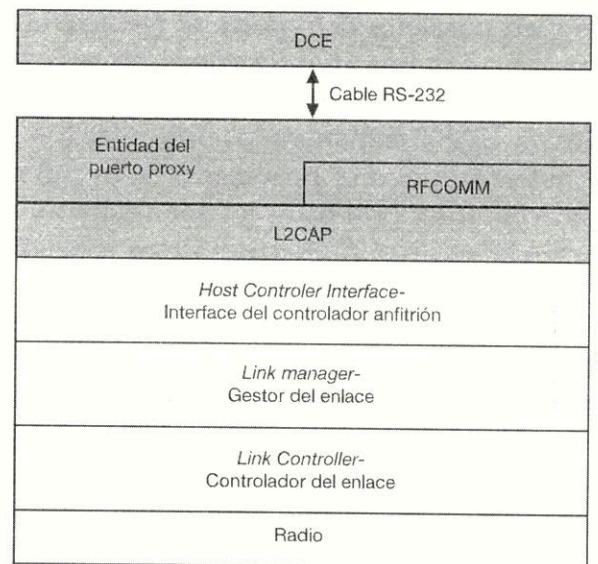 DCE
Cable RS-232
Entidad del
puerto proxy
RFCOMM
L2CAP
Host Controler Interface-
Interface del controlador anfitrión
Link manager-
Gestor del enlace
Link Controller-
Controlador del enlace
Radio